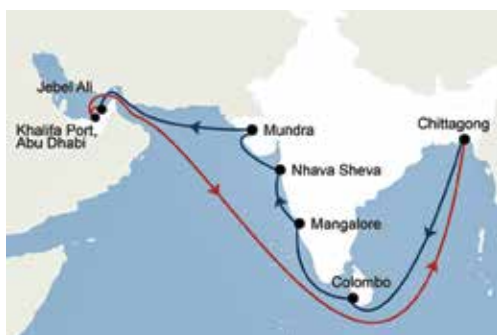 Jebel Ali
Khalifa Port,
Abu Dhabi
Mundra
Chittagong
Nhava Sheva
Mangalore
Colombo